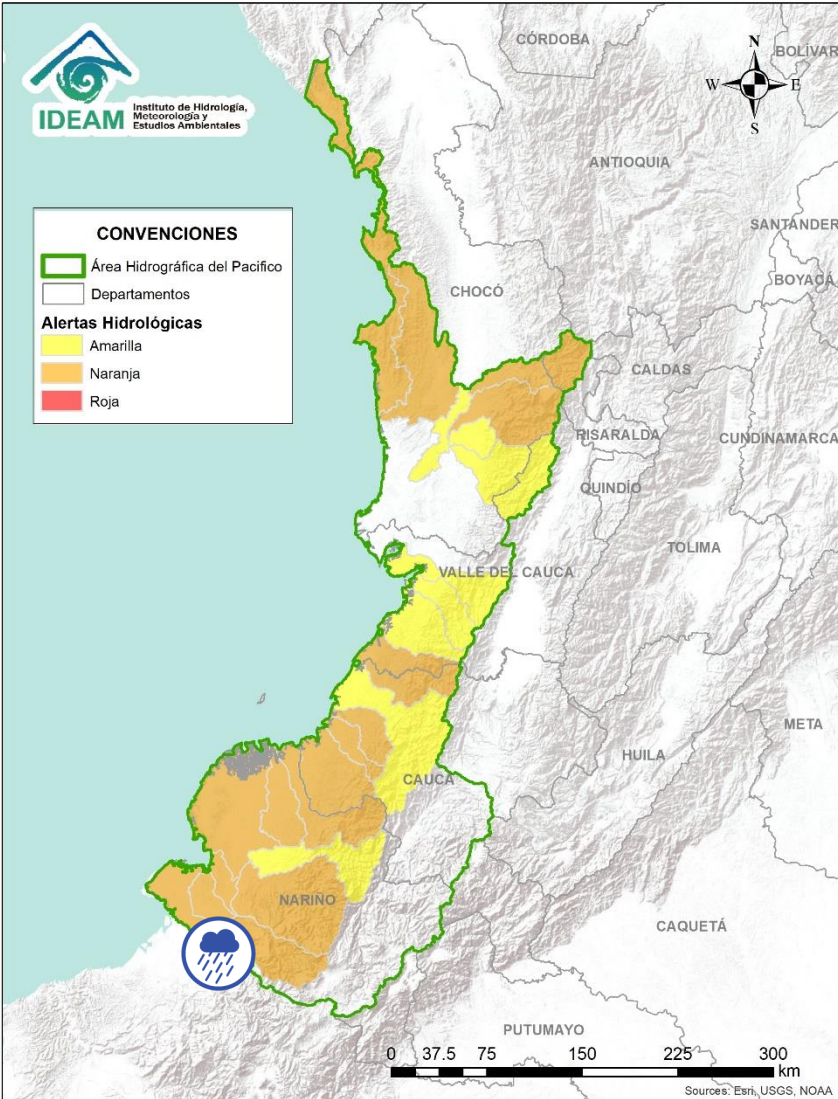 IDEAM
Instituto de Hidrología,
Meteorología y
Estudios Ambientales
N
W
E
S
CÓRDOBA
BOLÍVAR
ANTIOQUIA
SANTANDER
BOYACÁ
CONVENCIONES
Área Hidrográfica del Pacifico
Departamentos
Alertas Hidrológicas
Amarilla
Naranja
Roja
CHOCÓ
CALDAS
RISARALDA
CUNDINAMARCA
QUINDÍO
TOLIMA
VALLE DEL CAUCA
META
HUILA
CAUCA
NARIÑO
CAQUETÁ
PUTUMAYO
0 37.5 75 150 225 300
km
Sources: Esri, USGS, NOAA